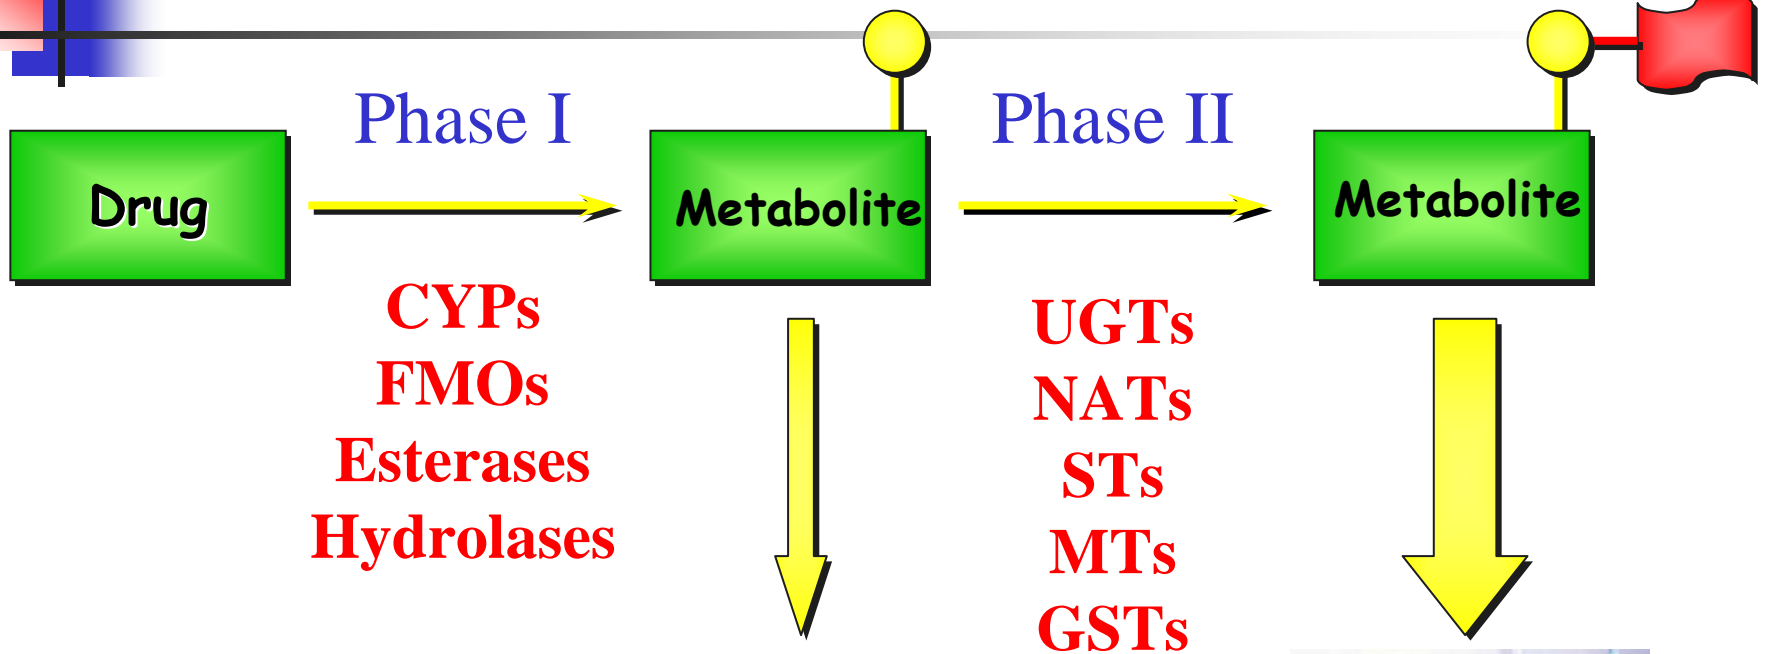 Phase I
Phase II
Drug
Metabolite
Metabolite
CYPs
FMOs
Esterases
Hydrolases
UGTs
NATs
STs
MTs
GSTs